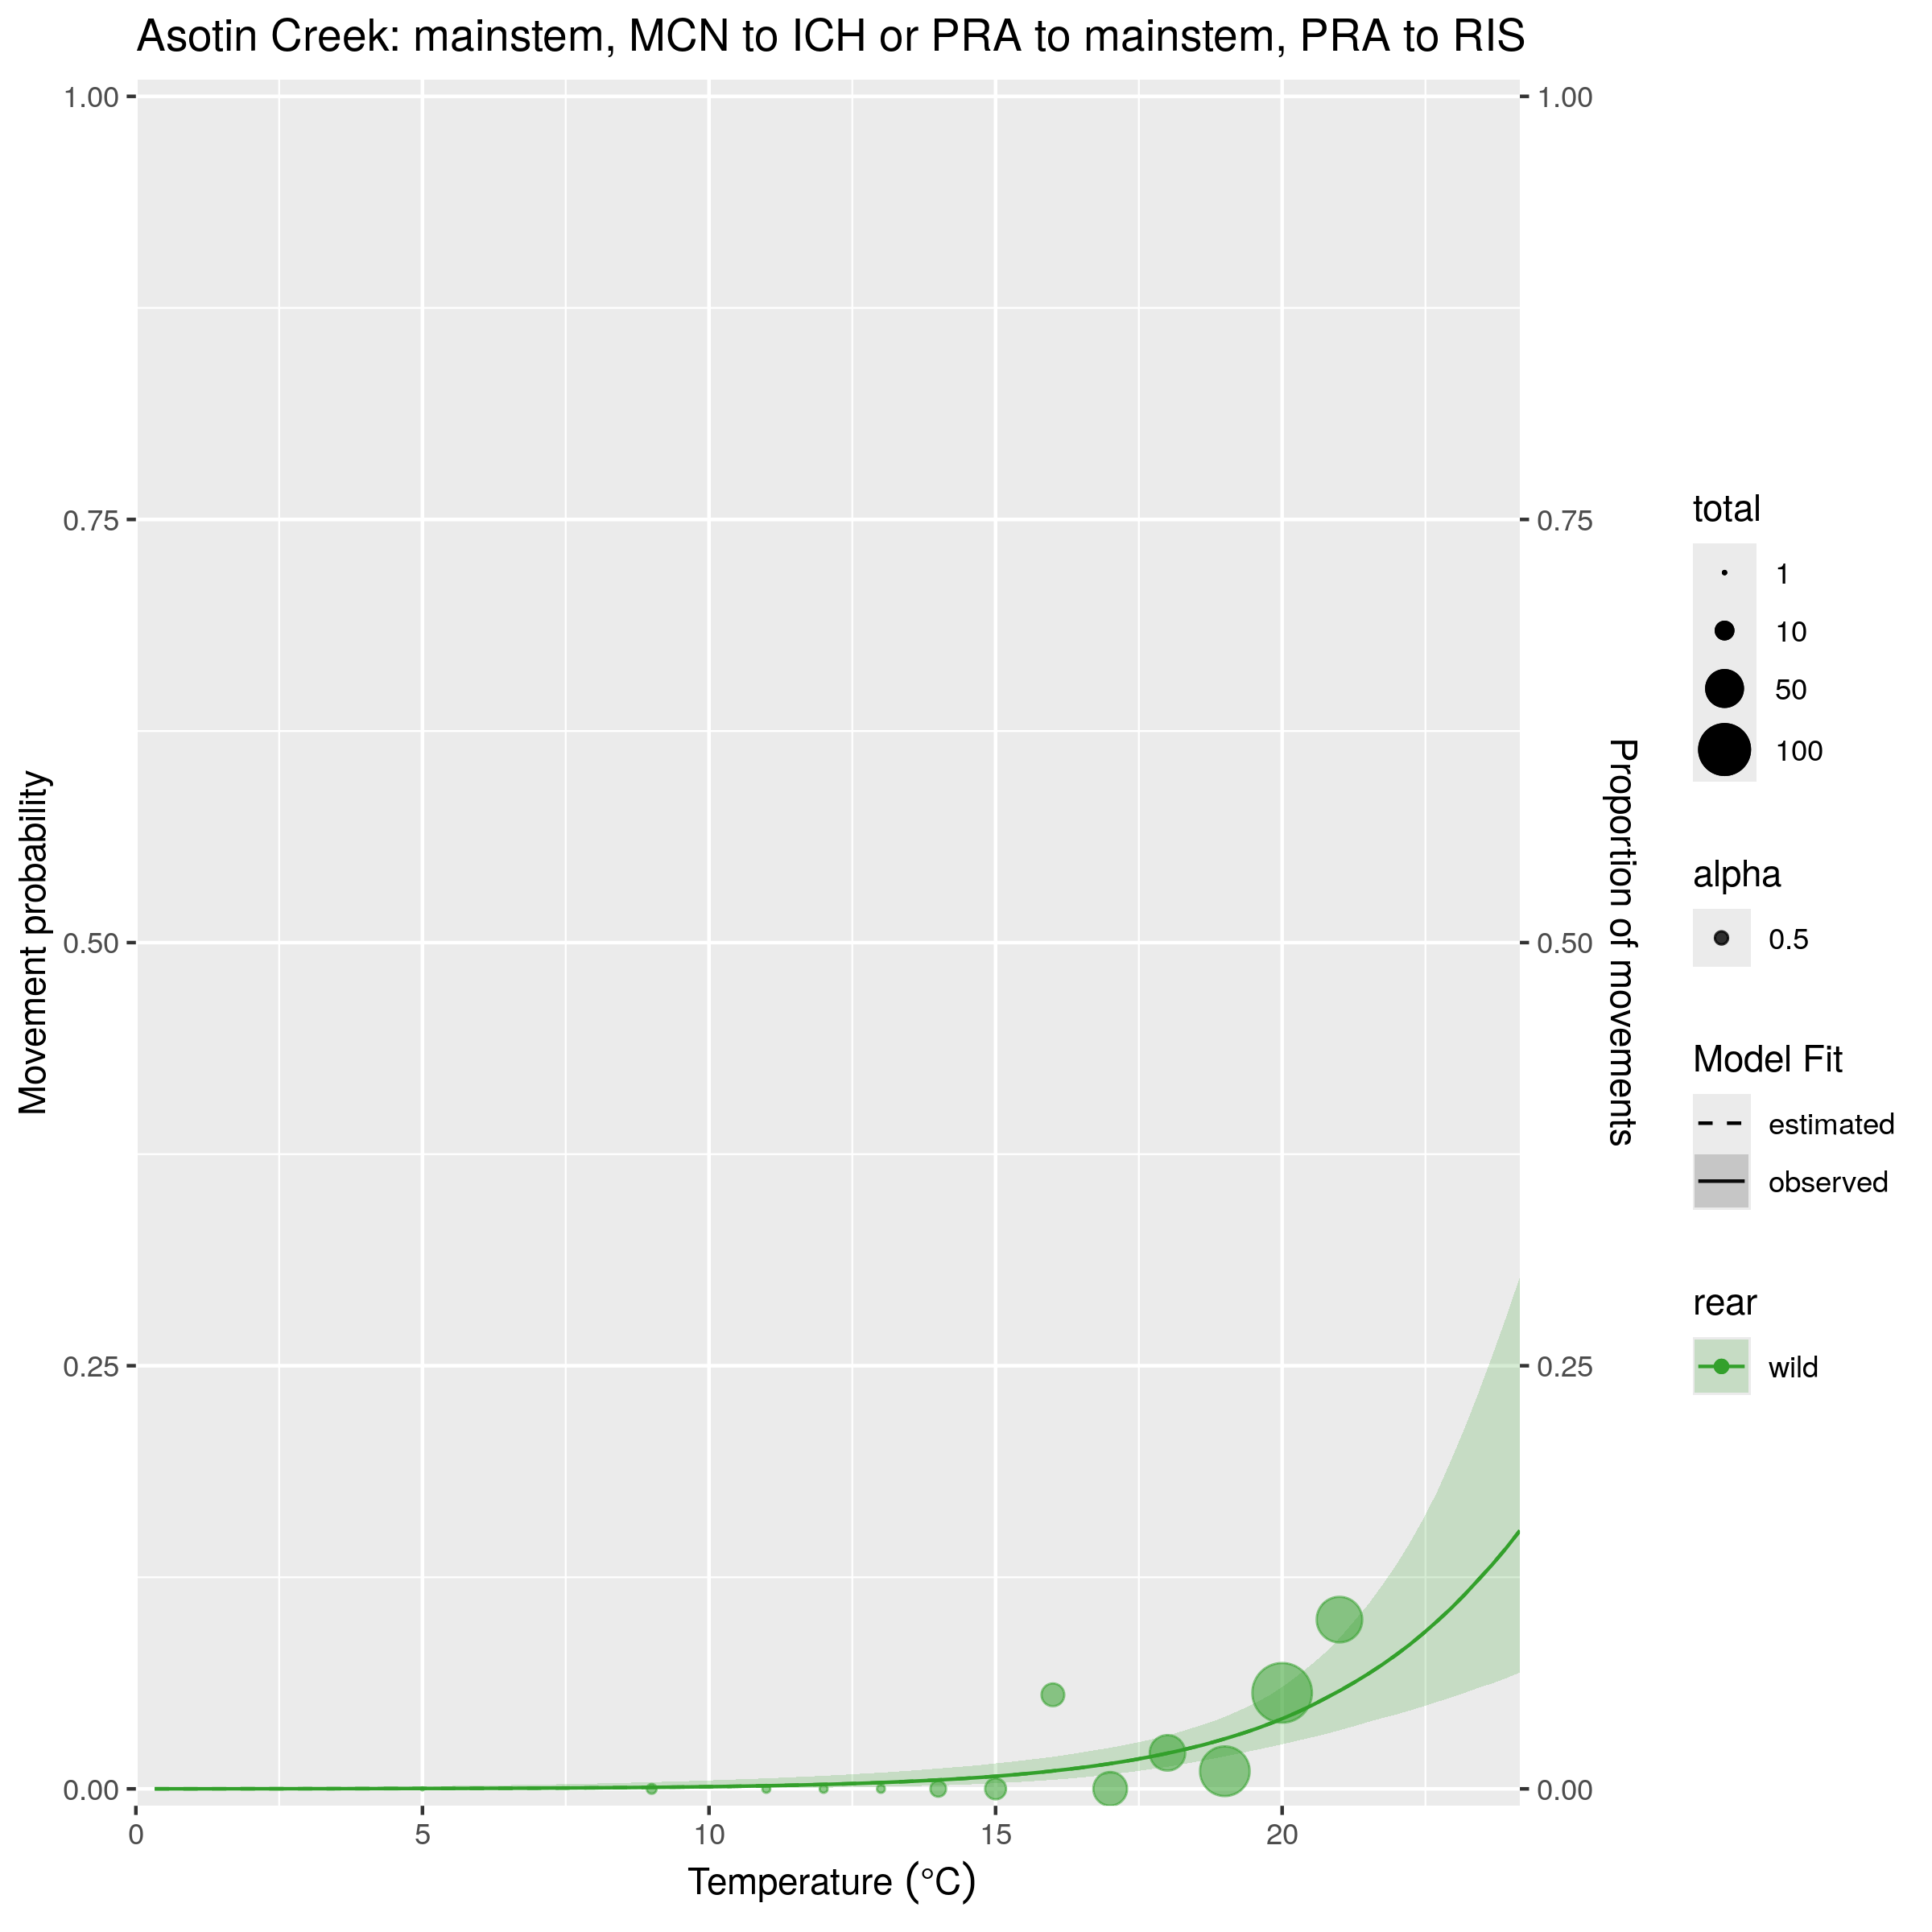 Asotin Creek: mainstem, MCN to ICH or PRA to mainstem, PRA to RIS
Movement probability
1.00
0.75
0.50
0.25
0.00
0
5
10
15
20
Temperature (°C)
1.00
0.75
0.50
0.25
0.00
Proportion of movements
total
1
10
50
100
alpha
0.5
Model Fit
estimated
observed
rear
wild